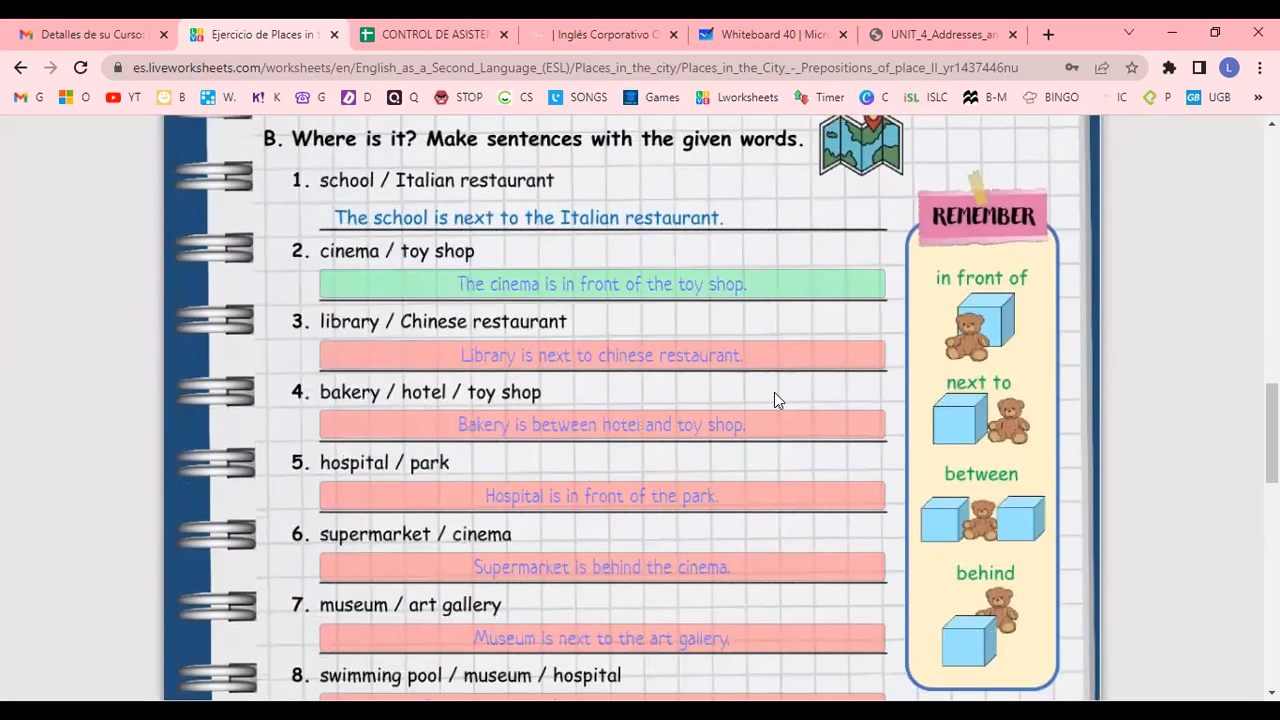 Detalles de su Curso:
Ejercicio de Places in t
CONTROL DE ASISTEN
| Inglés Corporativo O
Whiteboard 40 | Micro
UNIT_4_Addresses_an
es.liveworksheets.com/worksheets/en/English_as_a_Second_Language_(ESL)/Places_in_the_city/Places_in_the_City_-_Prepositions_of_place_II_yr1437446nu
L
G O YT B W. K! K G D Q STOP CS SONGS Games Lworksheets Timer C iSL ISLC B-M BINGO IC P GB UGB »
B. Where is it? Make sentences with the given words.
1. school / Italian restaurant
The school is next to the Italian restaurant.
2. cinema / toy shop
The cinema is in front of the toy shop.
3. library / Chinese restaurant
Library is next to chinese restaurant.
4. bakery / hotel / toy shop
Bakery is between hotel and toy shop.
5. hospital / park
Hospital is in front of the park.
6. supermarket / cinema
Supermarket is behind the cinema.
7. museum / art gallery
Museum is next to the art gallery.
8. swimming pool / museum / hospital
REMEMBER
in front of
next to
between
behind